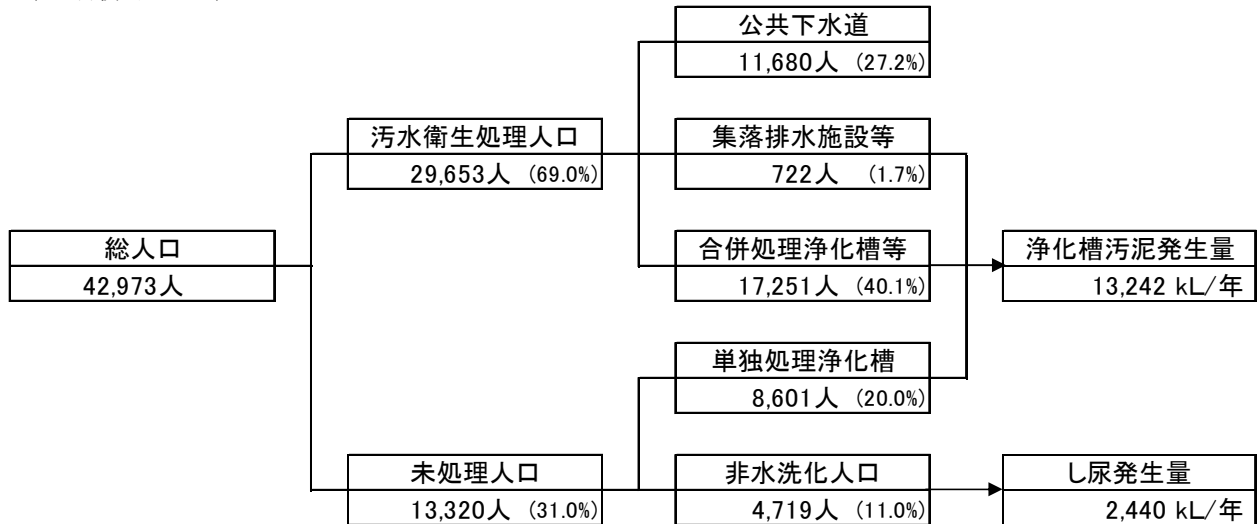 公共下水道
11,680人 (27.2%)
汚水衛生処理人口
29,653人 (69.0%)
集落排水施設等
722人 (1.7%)
総人口
42,973人
合併処理浄化槽等
17,251人 (40.1%)
浄化槽汚泥発生量
13,242 kL/年
単独処理浄化槽
8,601人 (20.0%)
未処理人口
13,320人 (31.0%)
非水洗化人口
4,719人 (11.0%)
し尿発生量
2,440 kL/年